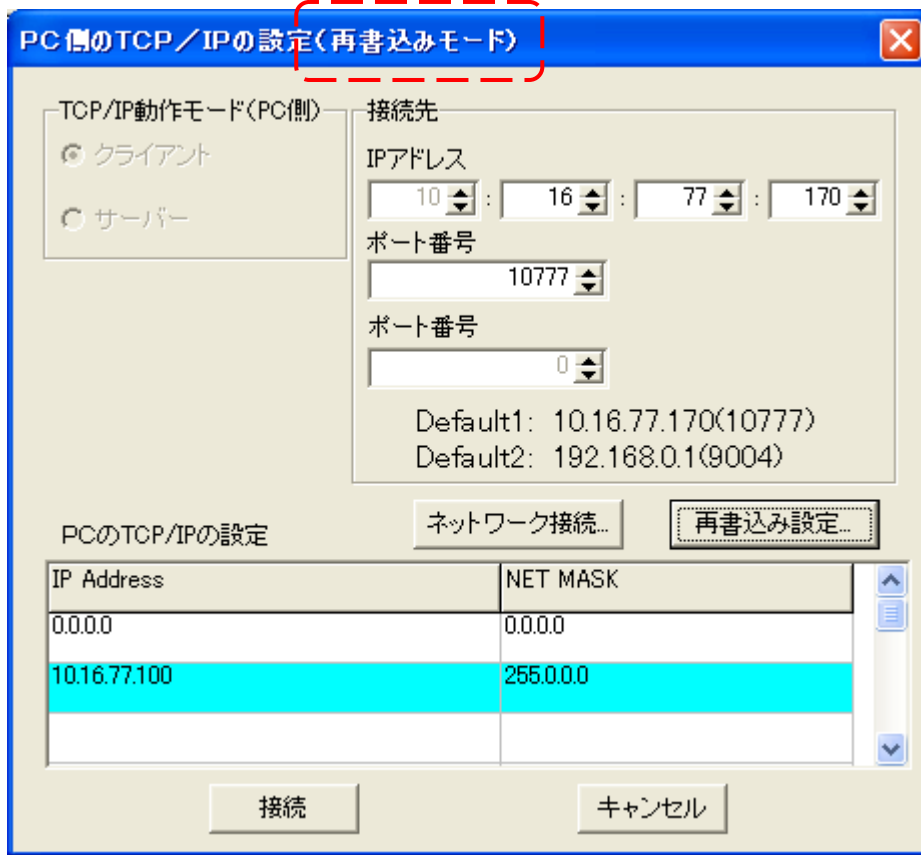 PC側のTCP/IPの設定(再書込みモード)
TCP/IP動作モード(PC側)
クライアント
サーバー
接続先
IPアドレス
10 : 16 : 77 : 170
ポート番号
10777
ポート番号
0
Default1: 10.16.77.170(10777)
Default2: 192.168.0.1(9004)
PCのTCP/IPの設定
ネットワーク接続...
再書込み設定...
IP Address NET MASK
0.0.0.0 0.0.0.0
10.16.77.100 255.0.0.0
接続 キャンセル